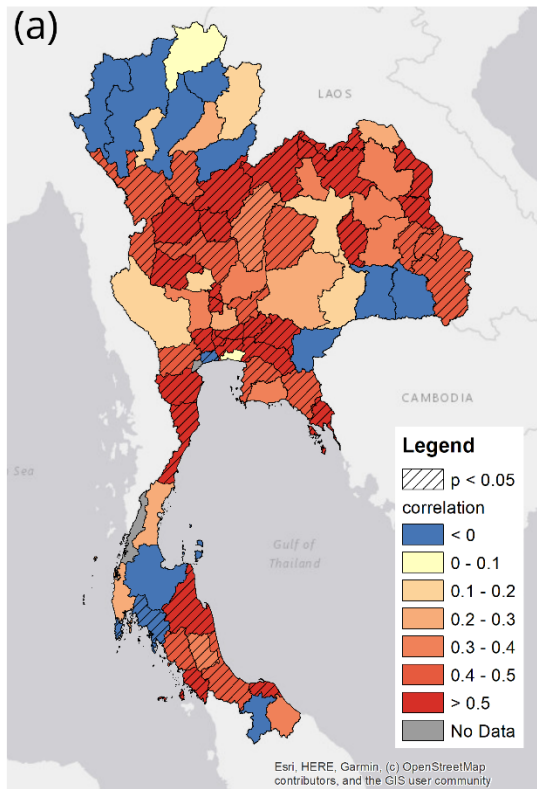 (a)
LAOS
CAMBODIA
Sea
Gulf of
Thailand
Legend
p < 0.05
correlation
< 0
0 - 0.1
0.1 - 0.2
0.2 - 0.3
0.3 - 0.4
0.4 - 0.5
> 0.5
No Data
Esri, HERE, Garmin, (c) OpenStreetMap
contributors, and the GIS user community